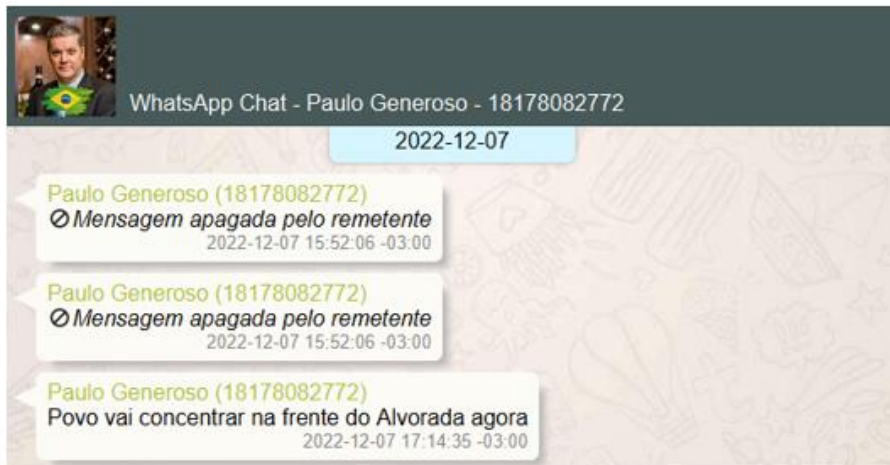 WhatsApp Chat - Paulo Generoso - 18178082772
2022-12-07
Paulo Generoso (18178082772)
Mensagem apagada pelo remetente
2022-12-07 15:52:06 -03:00
Paulo Generoso (18178082772)
Mensagem apagada pelo remetente
2022-12-07 15:52:06 -03:00
Paulo Generoso (18178082772)
Povo vai concentrar na frente do Alvorada agora
2022-12-07 17:14:35 -03:00